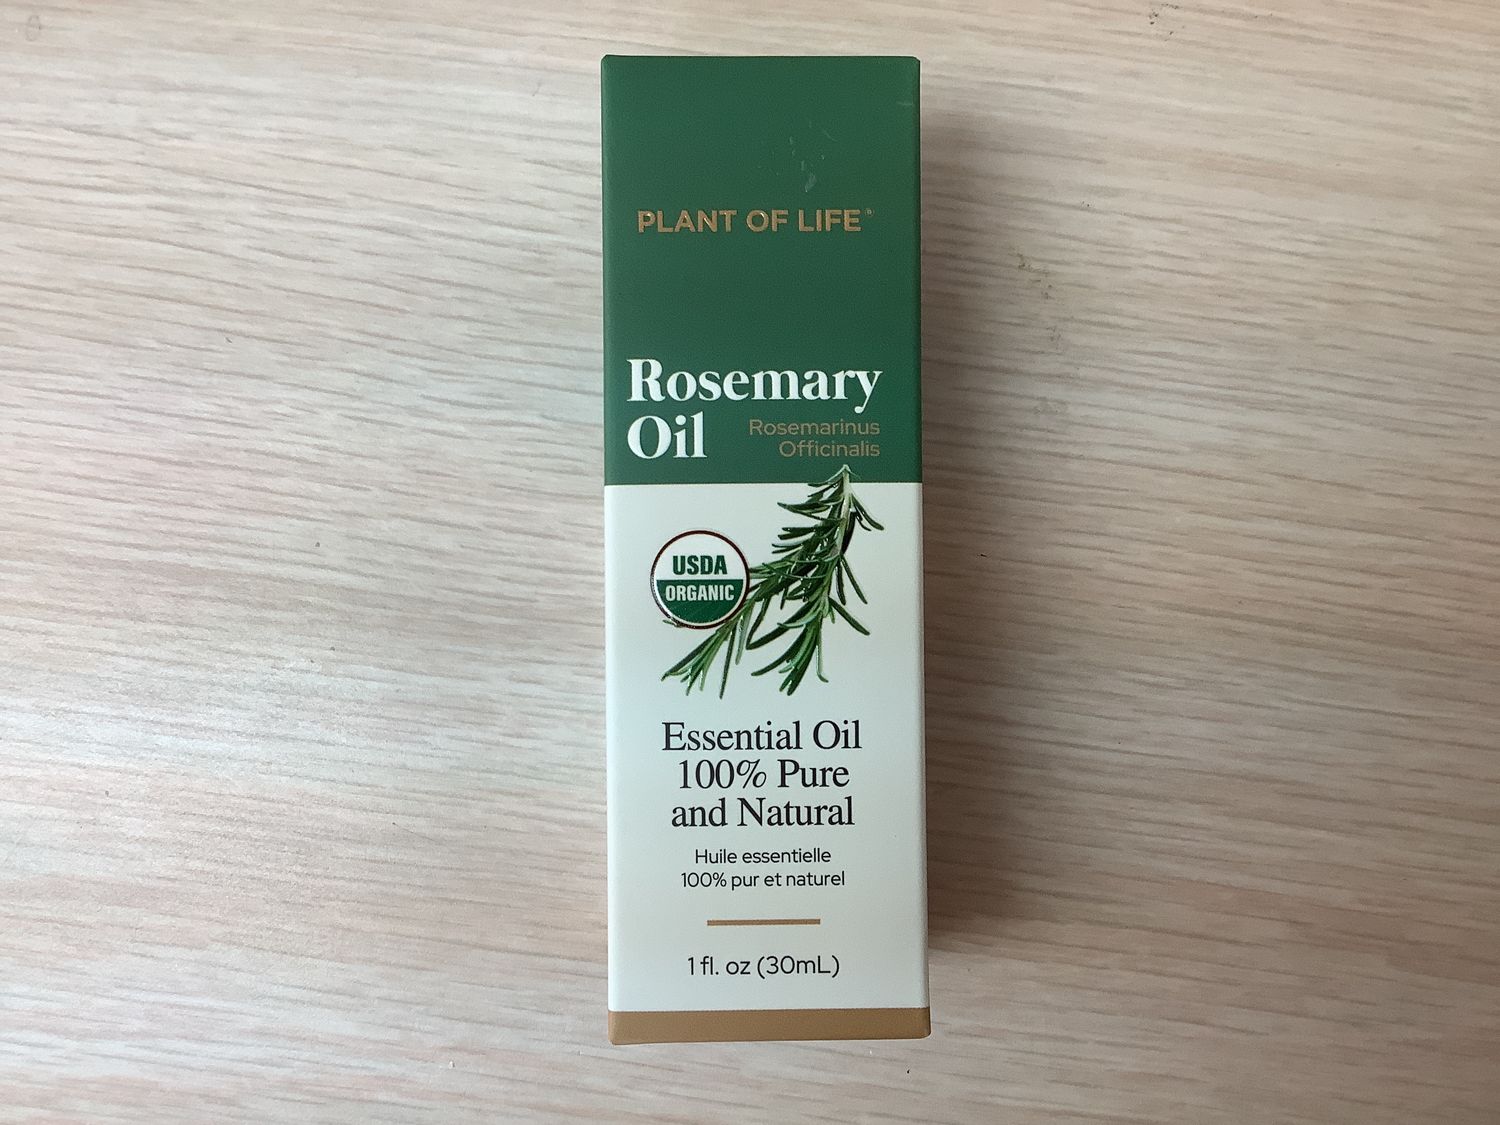 PLANT OF LIFE®
Rosemary
Oil
Rosemarinus
Officinalis
USDA
ORGANIC
Essential Oil
100% Pure
and Natural
Huile essentielle
100% pur et naturel
1 fl. oz (30mL)